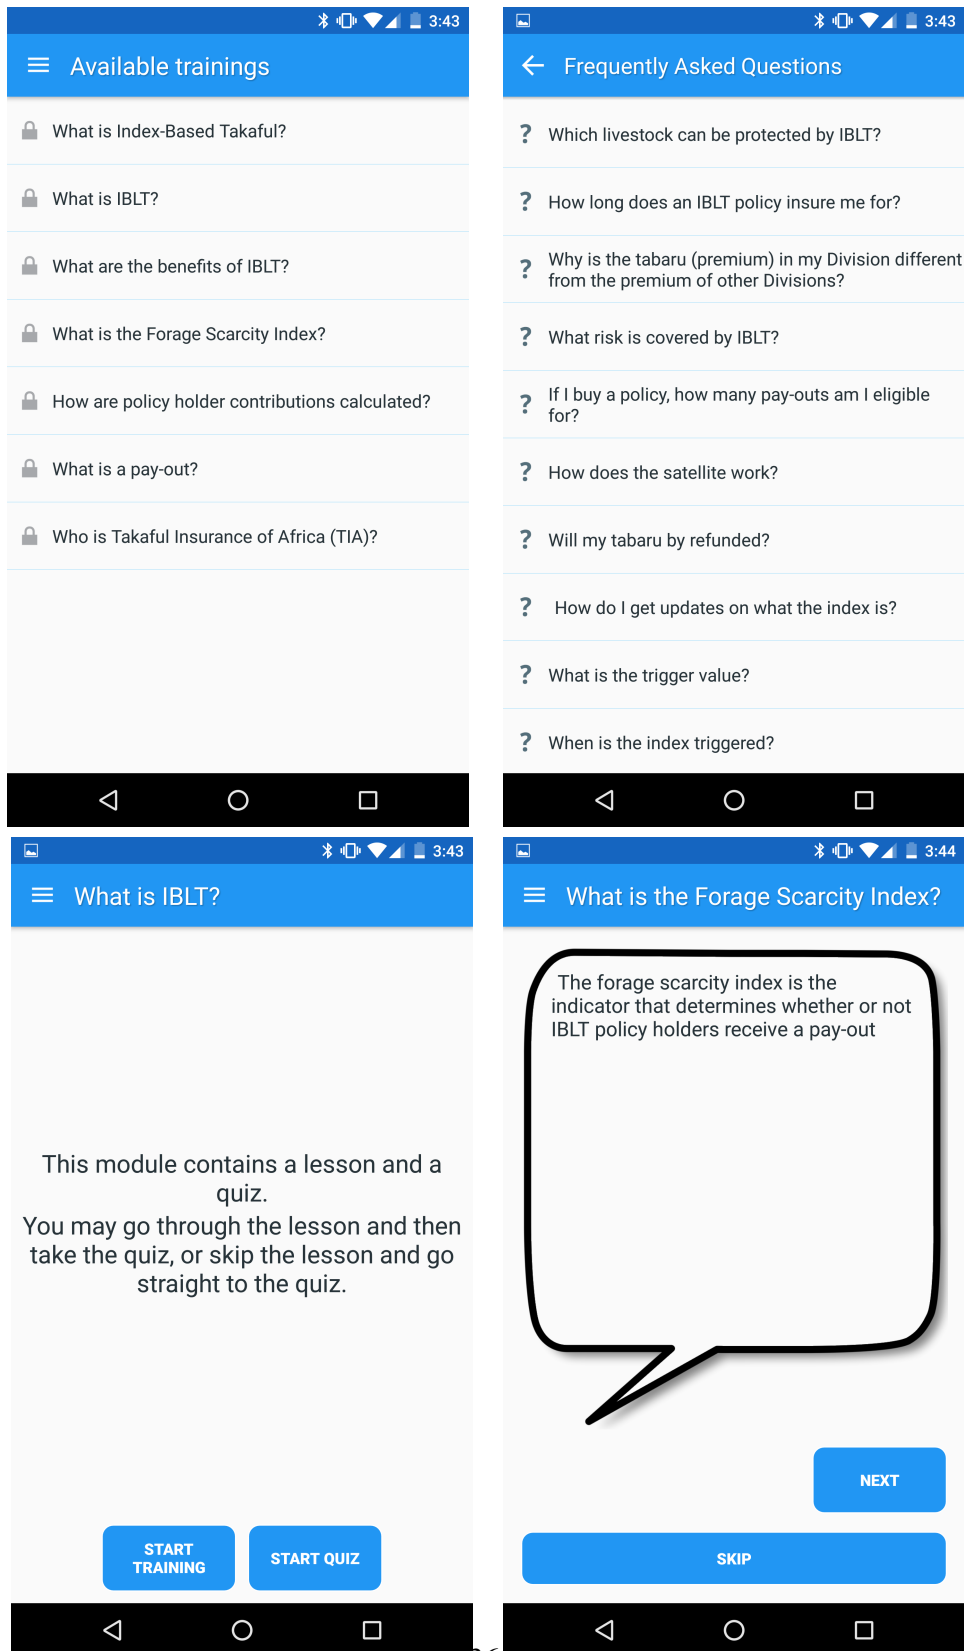 3:43
Available trainings
What is Index-Based Takaful?
What is IBLT?
What are the benefits of IBLT?
What is the Forage Scarcity Index?
How are policy holder contributions calculated?
What is a pay-out?
Who is Takaful Insurance of Africa (TIA)?
3:43
Frequently Asked Questions
? Which livestock can be protected by IBLT?
? How long does an IBLT policy insure me for?
? Why is the tabaru (premium) in my Division different
from the premium of other Divisions?
? What risk is covered by IBLT?
? If I buy a policy, how many pay-outs am I eligible
for?
? How does the satellite work?
? Will my tabaru by refunded?
? How do I get updates on what the index is?
? What is the trigger value?
? When is the index triggered?
3:43
What is IBLT?
This module contains a lesson and a
quiz.
You may go through the lesson and then
take the quiz, or skip the lesson and go
straight to the quiz.
START
TRAINING
START QUIZ
3:44
What is the Forage Scarcity Index?
The forage scarcity index is the
indicator that determines whether or not
IBLT policy holders receive a pay-out
NEXT
SKIP